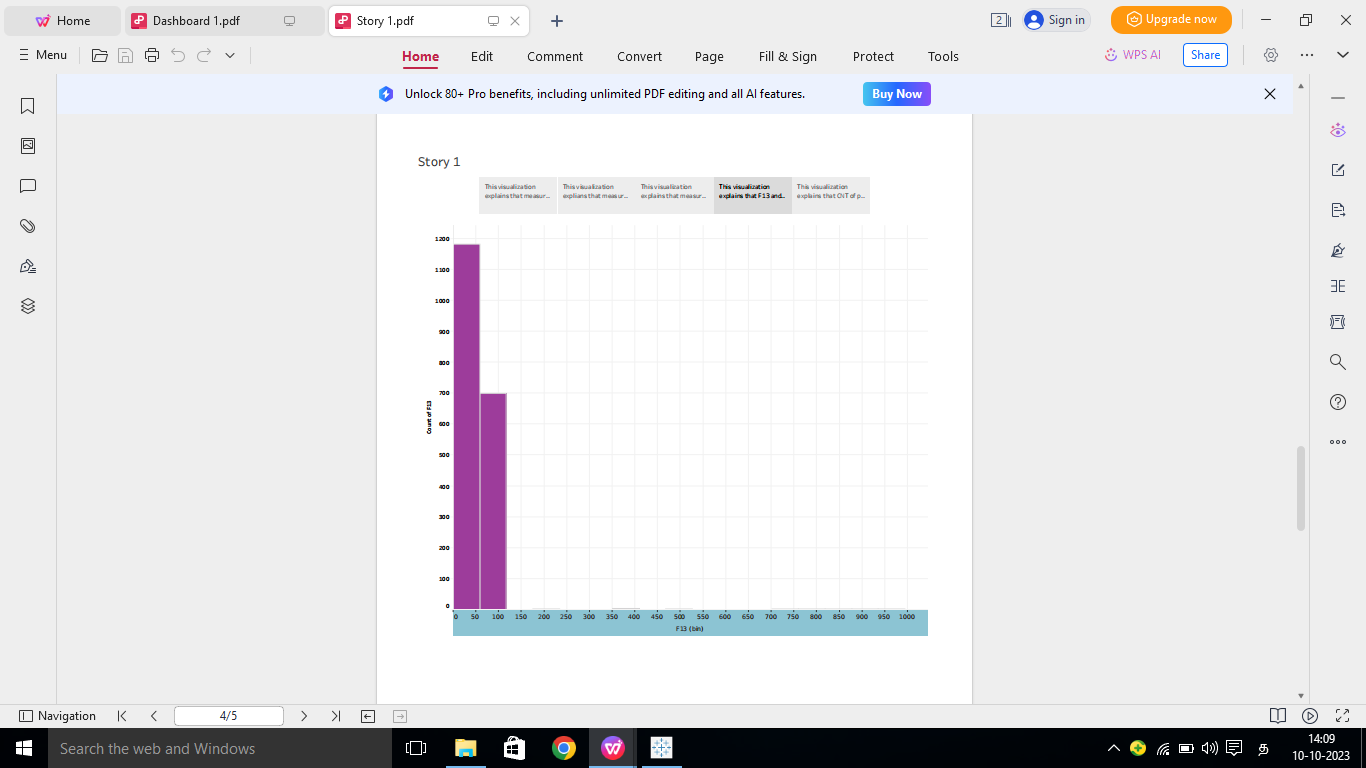 Home
Dashboard 1.pdf
Story 1.pdf
2
Sign in
Upgrade now
Menu
Home Edit Comment Convert Page Fill & Sign Protect Tools
WPS AI
Share
Unlock 80+ Pro benefits, including unlimited PDF editing and all AI features.
Buy Now
Story 1
This visualization
explains that measur...
This visualization
expliains that measur...
This visualization
explains that measur...
This visualization
explains that F13 and..
This visualization
explains that OIT of p...
1200
1100
1000
900
800
700
600
500
400
300
200
100
0
Count of F13
0 50 100 150 200 250 300 350 400 450 500 550 600 650 700 750 800 850 900 950 1000
F13 (bin)
Navigation
4/5
Search the web and Windows
த
14:09
10-10-2023